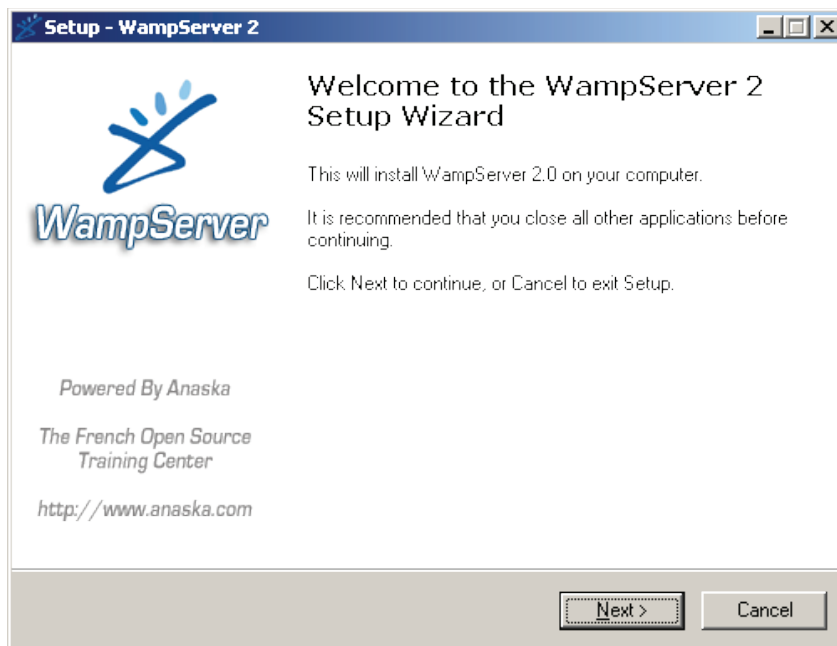 Setup - WampServer 2
Welcome to the WampServer 2
Setup Wizard
This will install WampServer 2.0 on your computer.
It is recommended that you close all other applications before
continuing.
Click Next to continue, or Cancel to exit Setup.
WampServer
Powered By Anaska
The French Open Source
Training Center
http://www.anaska.com
Next >
Cancel